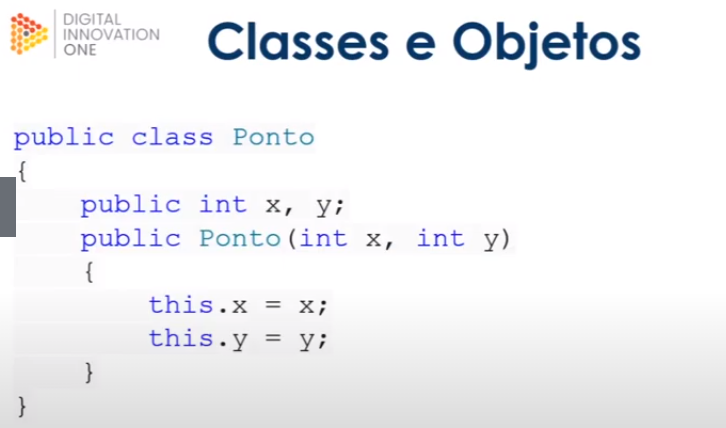 DIGITAL
INNOVATION
ONE
Classes e Objetos
public class Ponto
{
    public int x, y;
    public Ponto(int x, int y)
    {
        this.x = x;
        this.y = y;
    }
}